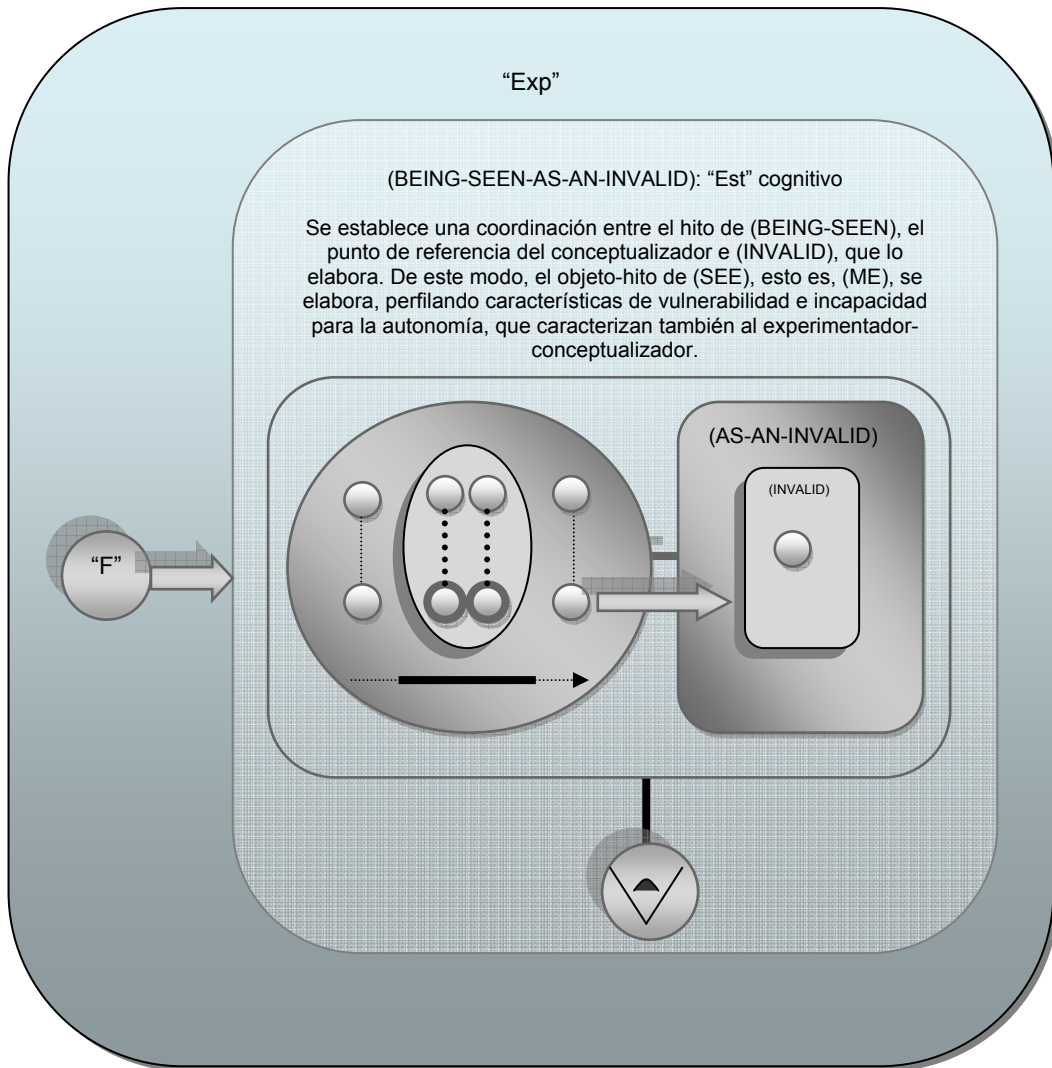 “Exp”
(BEING-SEEN-AS-AN-INVALID): “Est” cognitivo
Se establece una coordinación entre el hito de (BEING-SEEN), el
punto de referencia del conceptualizador e (INVALID), que lo
elabora. De este modo, el objeto-hito de (SEE), esto es, (ME), se
elabora, perfilando características de vulnerabilidad e incapacidad
para la autonomía, que caracterizan también al experimentador-
conceptualizador.
(AS-AN-INVALID)
(INVALID)
“F”